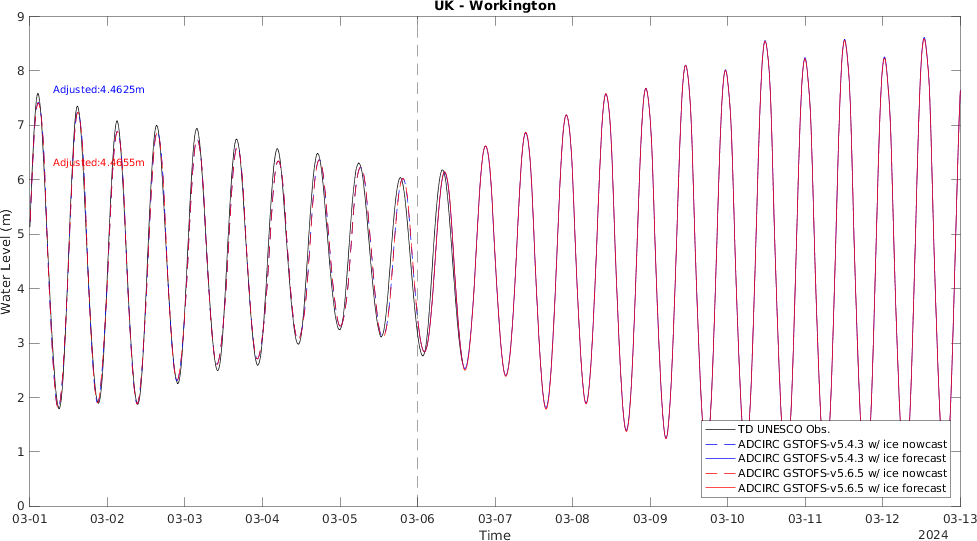 UK - Workington
9
8
7
6
5
4
3
2
1
0
Water Level (m)
Adjusted:4.4625m
Adjusted:4.4655m
TD UNESCO Obs.
ADCIRC GSTOFS-v5.4.3 w/ ice nowcast
ADCIRC GSTOFS-v5.4.3 w/ ice forecast
ADCIRC GSTOFS-v5.6.5 w/ ice nowcast
ADCIRC GSTOFS-v5.6.5 w/ ice forecast
03-01 03-02 03-03 03-04 03-05 03-06 03-07 03-08 03-09 03-10 03-11 03-12 03-13
Time
2024